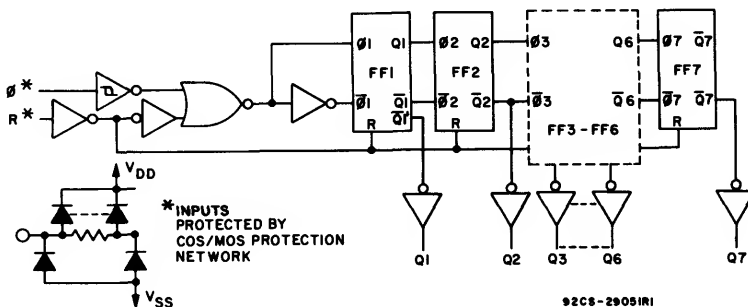 Ø1 Q1 Ø2 Q2 Ø3 Q6 Ø7 Q̅7
FF1 FF2 FF7
Ø*
R*
Ø̅1 Q̅1 Ø̅2 Q̅2 Ø̅3 Q̅6 Ø̅7 Q̅7
Q̅1'
R R FF3-FF6 R
VDD
*INPUTS
PROTECTED BY
COS/MOS PROTECTION
NETWORK
VSS
Q1 Q2 Q3 Q6 Q7
92CS-29051R1